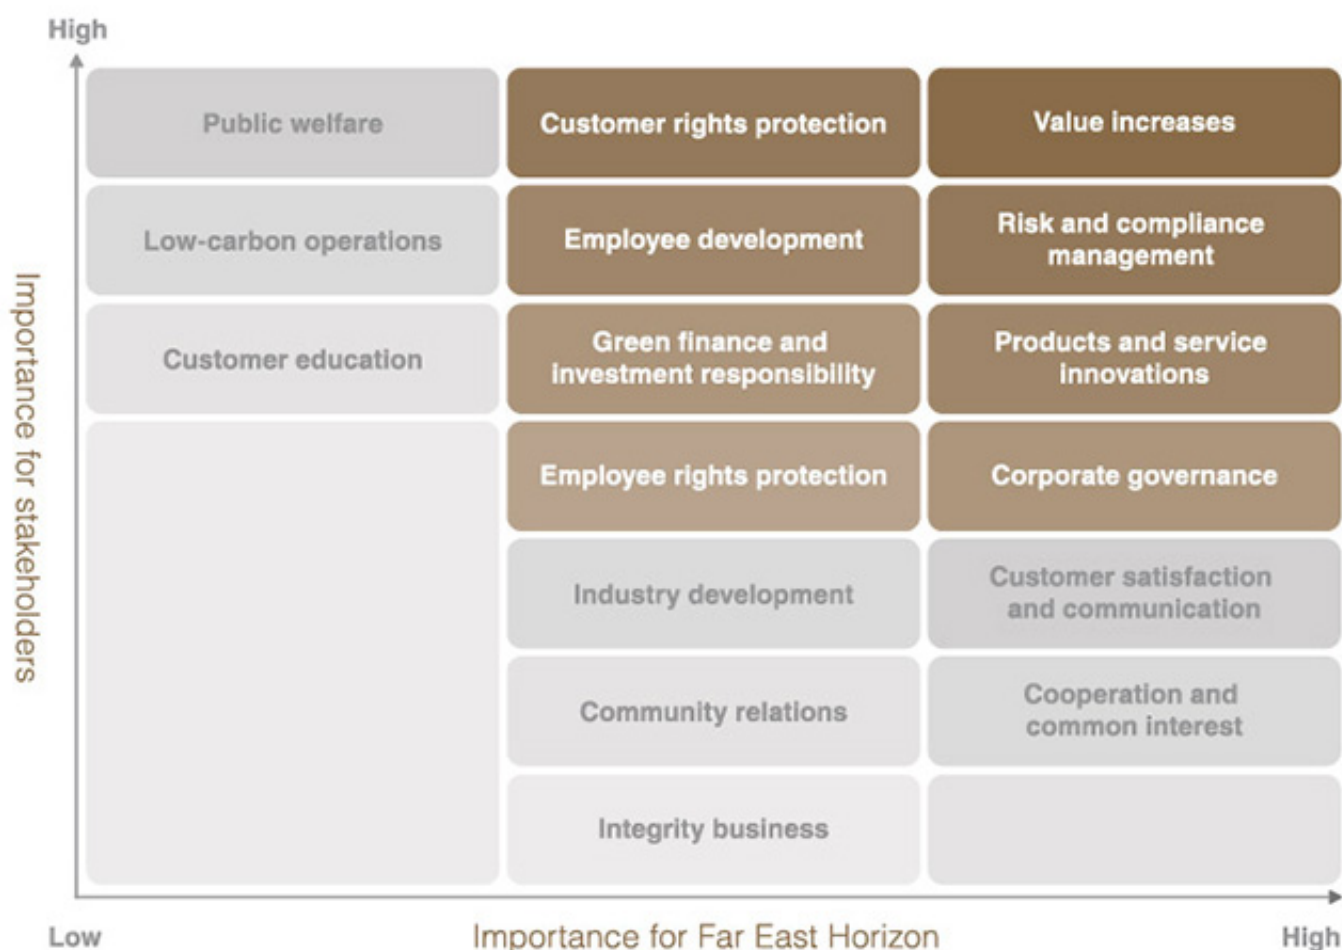 High
Public welfare
Customer rights protection
Value increases
Low-carbon operations
Employee development
Risk and compliance
management
Customer education
Green finance and
investment responsibility
Products and service
innovations
Employee rights protection
Corporate governance
Industry development
Customer satisfaction
and communication
Community relations
Cooperation and
common interest
Integrity business
Importance for stakeholders
Low
Importance for Far East Horizon
High